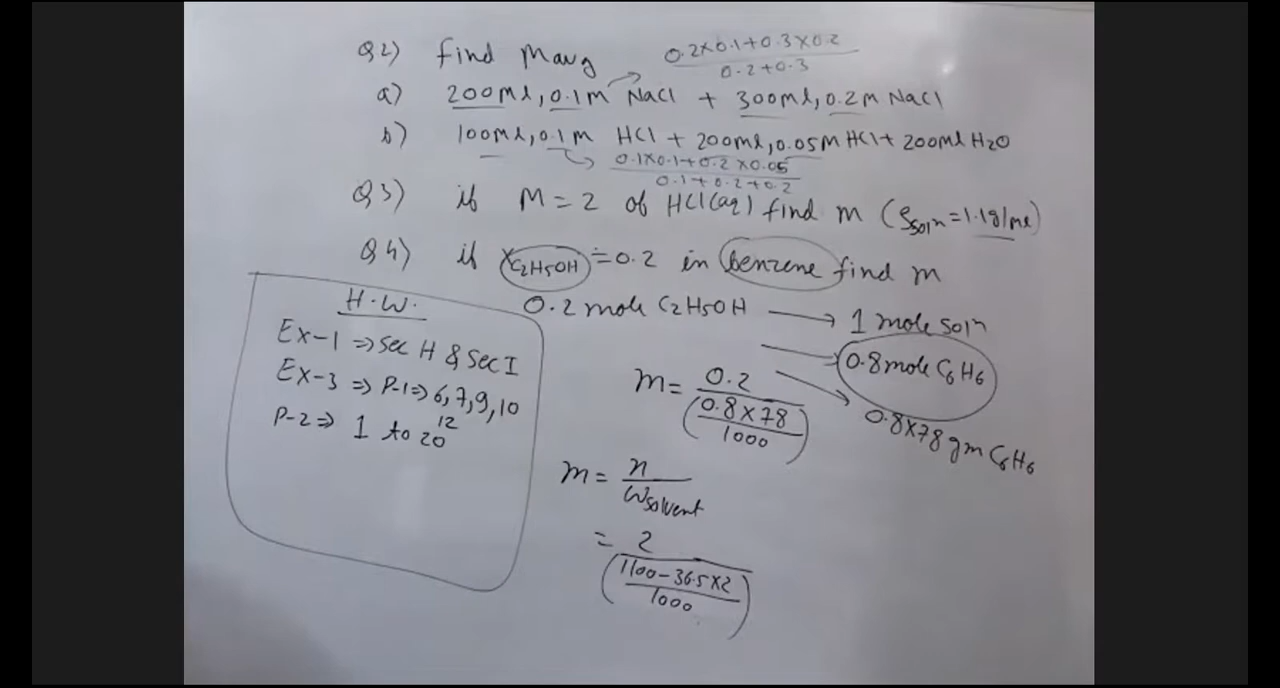 Q2) find Mavg
0.2×0.1+0.3×0.2
0.2+0.3
a) 200ml, 0.1M NaCl + 300ml, 0.2M NaCl
b) 100ml, 0.1M HCl + 200ml, 0.05M HCl + 200ml H2O
0.1×0.1+0.2×0.05
0.1+0.2+0.2
Q3) if M=2 of HCl(aq) find m (ρsoln=1.1g/ml)
Q4) if XC2H5OH=0.2 in benzene find m
0.2 mole C2H5OH → 1 mole soln
→ 0.8 mole C6H6
→ 0.8×78 gm C6H6
m = 0.2
(0.8×78
1000)
m = n
Wsolvent
= 2
(1100-36.5×2
1000)
H.W.
Ex-1 ⇒ Sec H & Sec I
Ex-3 ⇒ P-1 ⇒ 6, 7, 9, 10
12
P-2 ⇒ 1 to 20